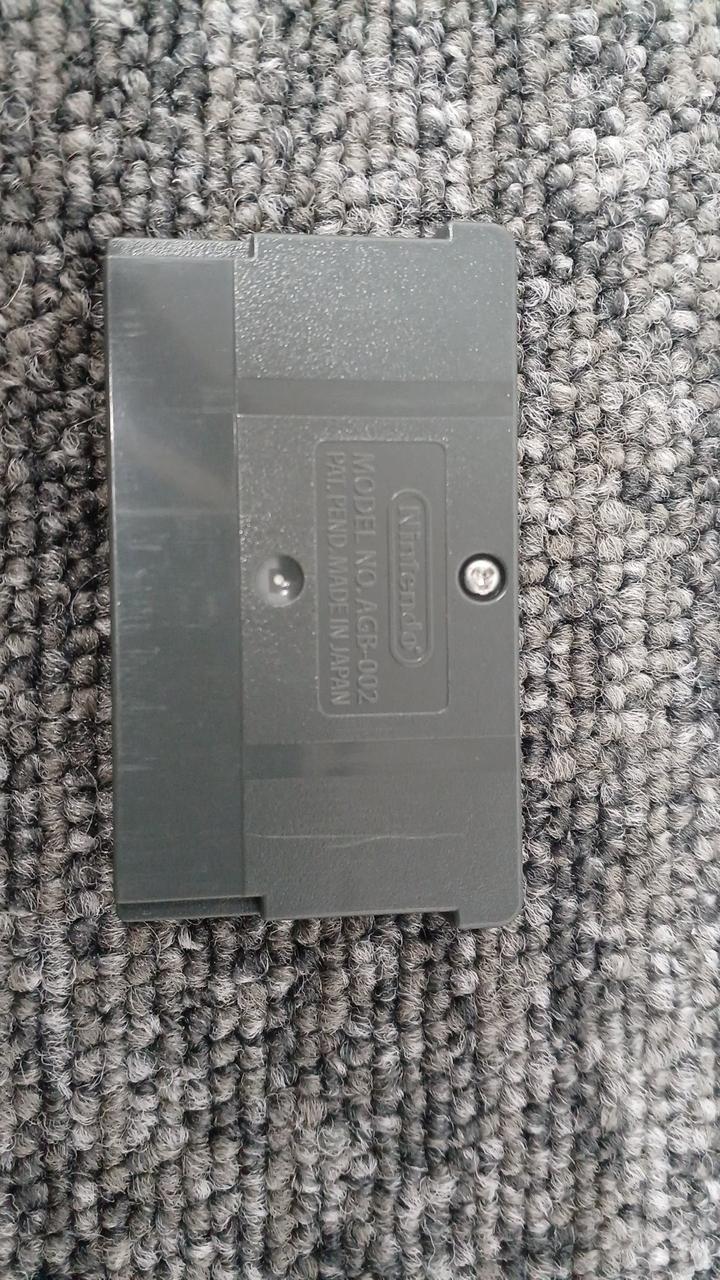 Nintendo
MODEL NO.AGB-002
PAT.PEND.MADE IN JAPAN